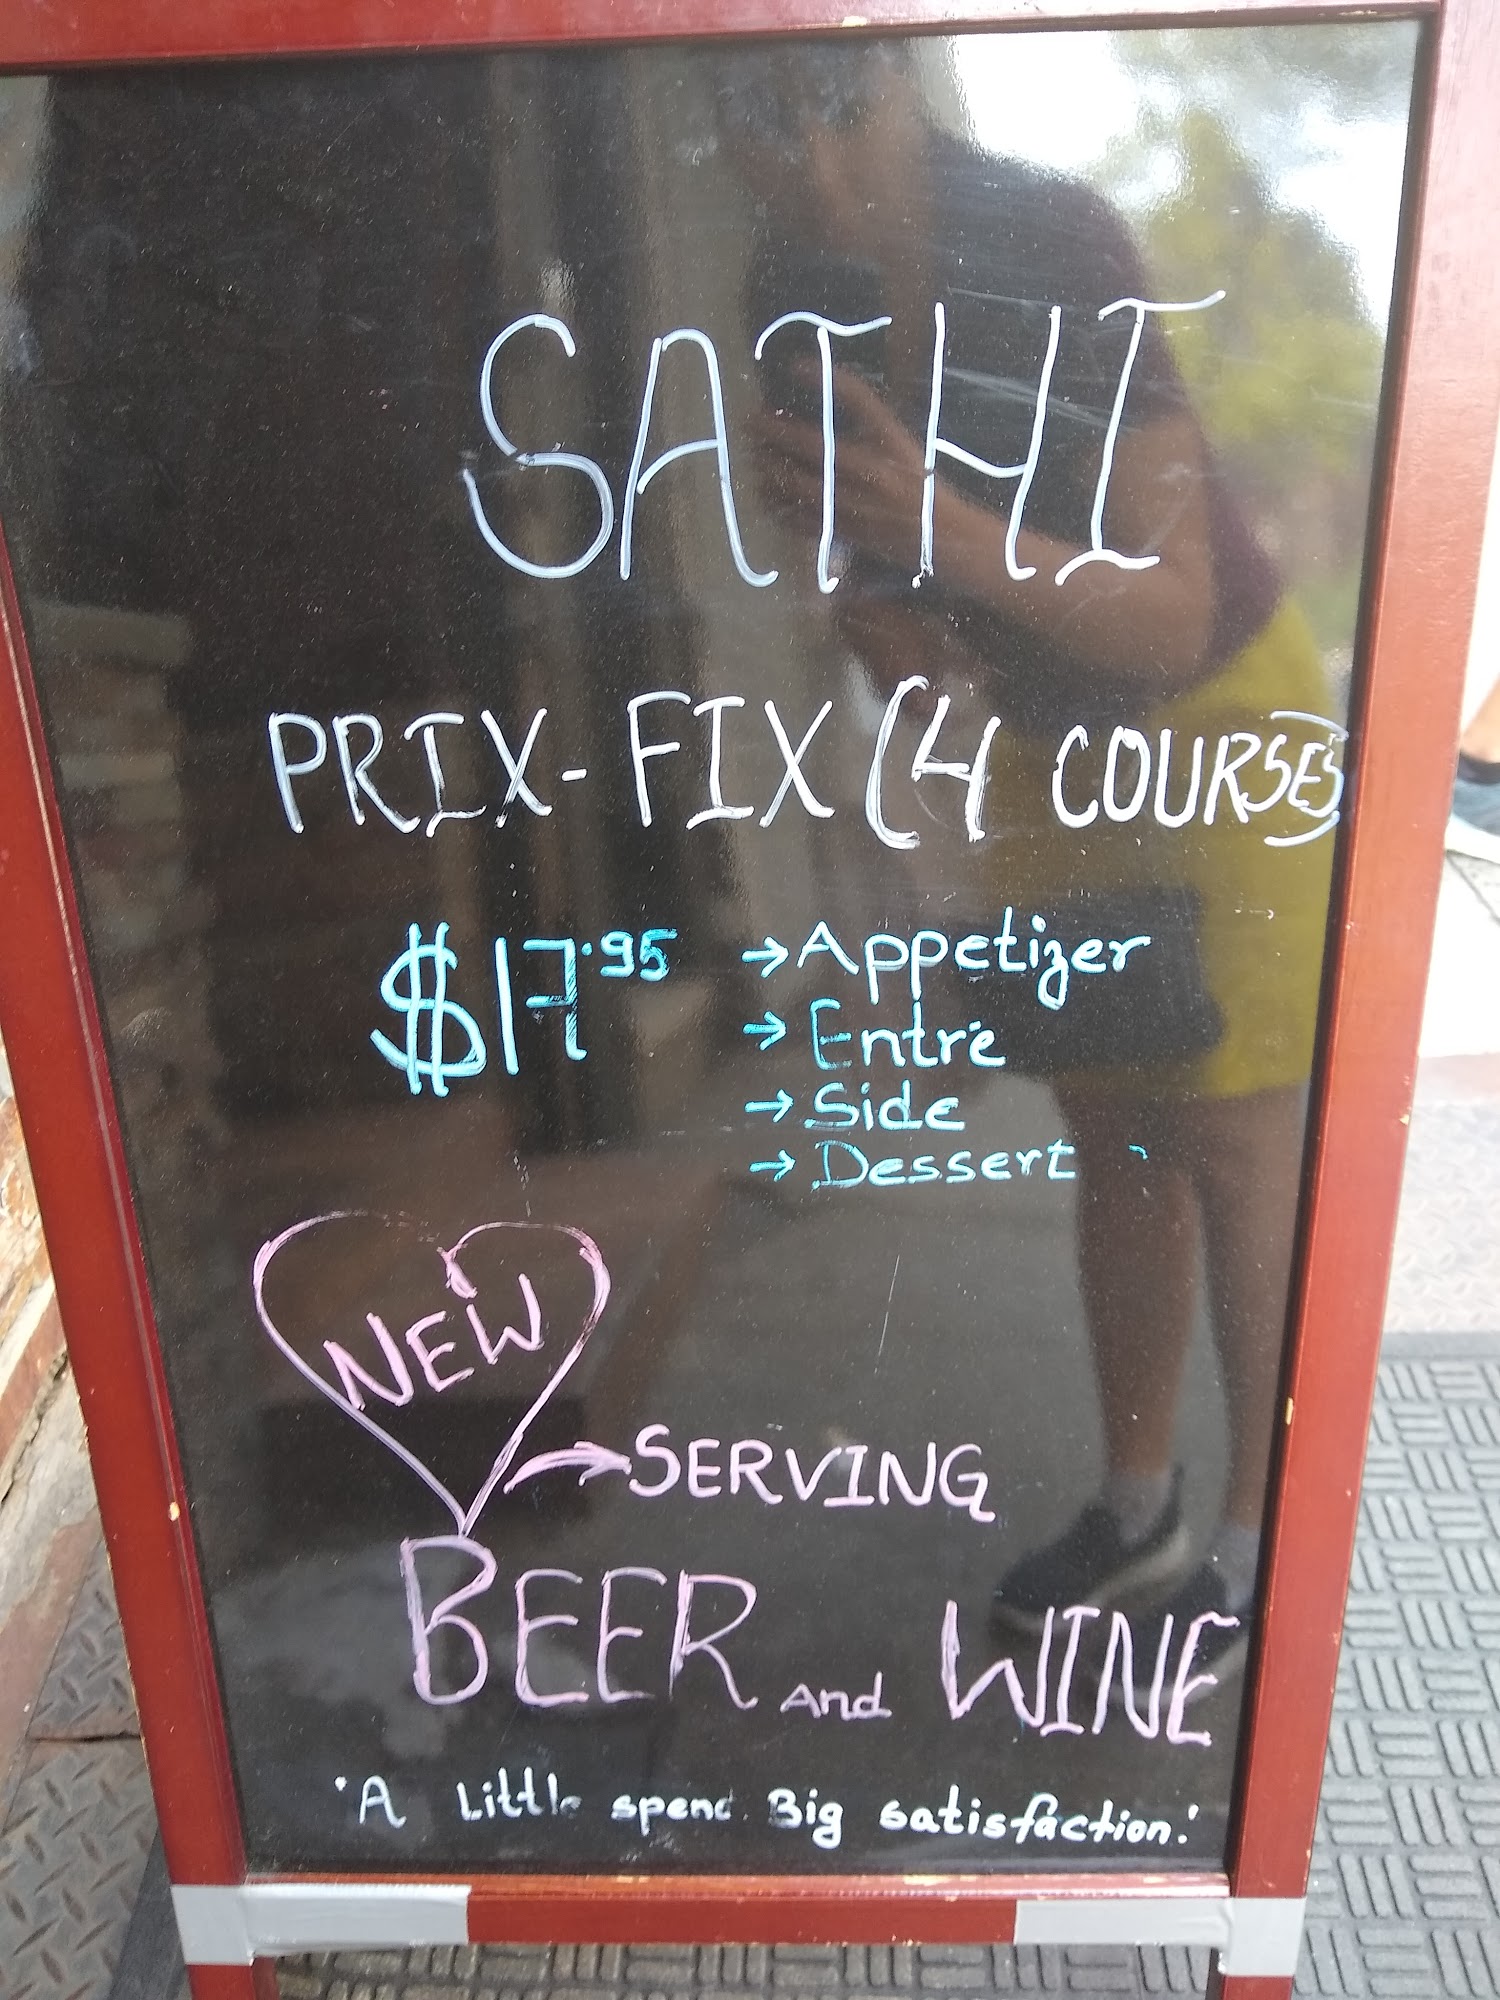 SATHI
PRIX-FIX (4 COURSES)
$17.95
→ Appetizer
→ Entré
→ Side
→ Dessert
NEW
→ SERVING
BEER And WINE
'A Little spend Big satisfaction.'